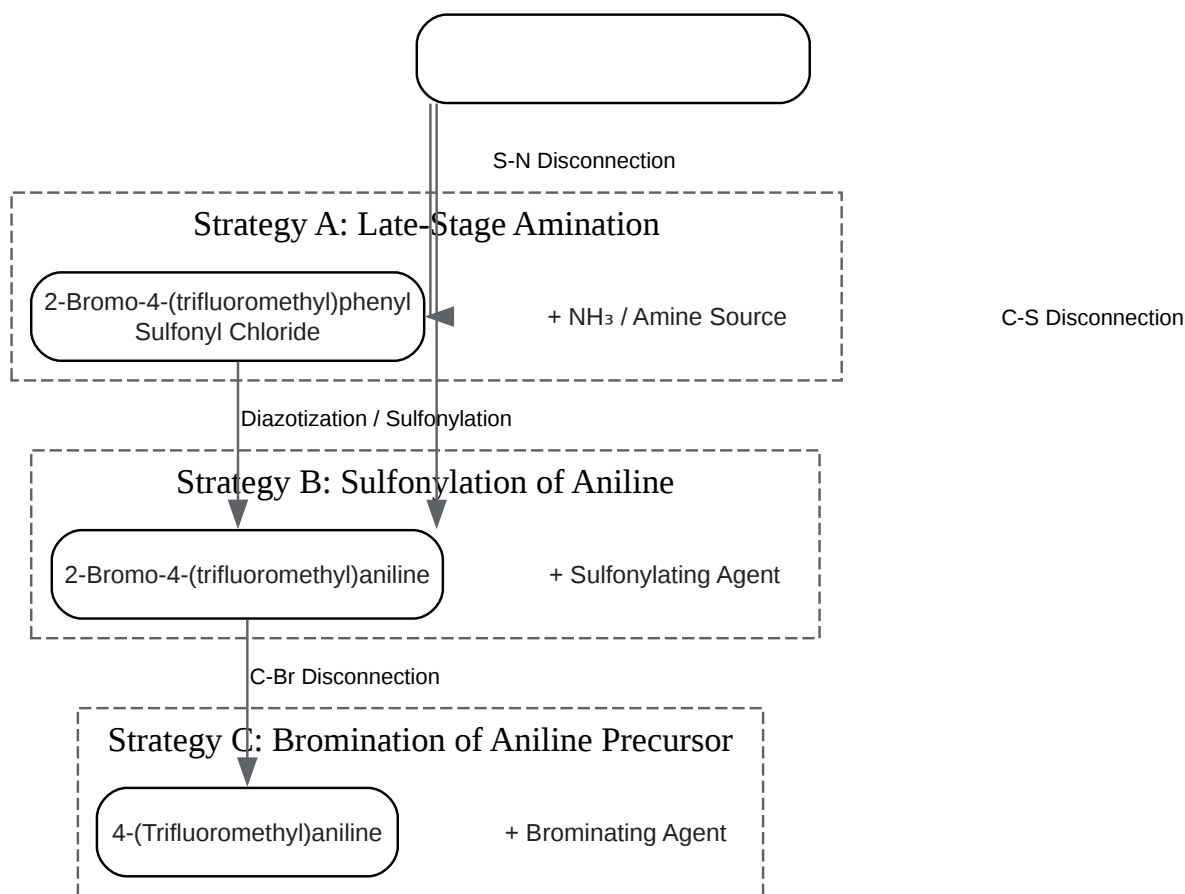 S-N Disconnection
Strategy A: Late-Stage Amination
2-Bromo-4-(trifluoromethyl)phenyl
Sulfonyl Chloride
+ NH₃ / Amine Source
C-S Disconnection
Diazotization / Sulfonylation
Strategy B: Sulfonylation of Aniline
2-Bromo-4-(trifluoromethyl)aniline
+ Sulfonylating Agent
C-Br Disconnection
Strategy C: Bromination of Aniline Precursor
4-(Trifluoromethyl)aniline
+ Brominating Agent